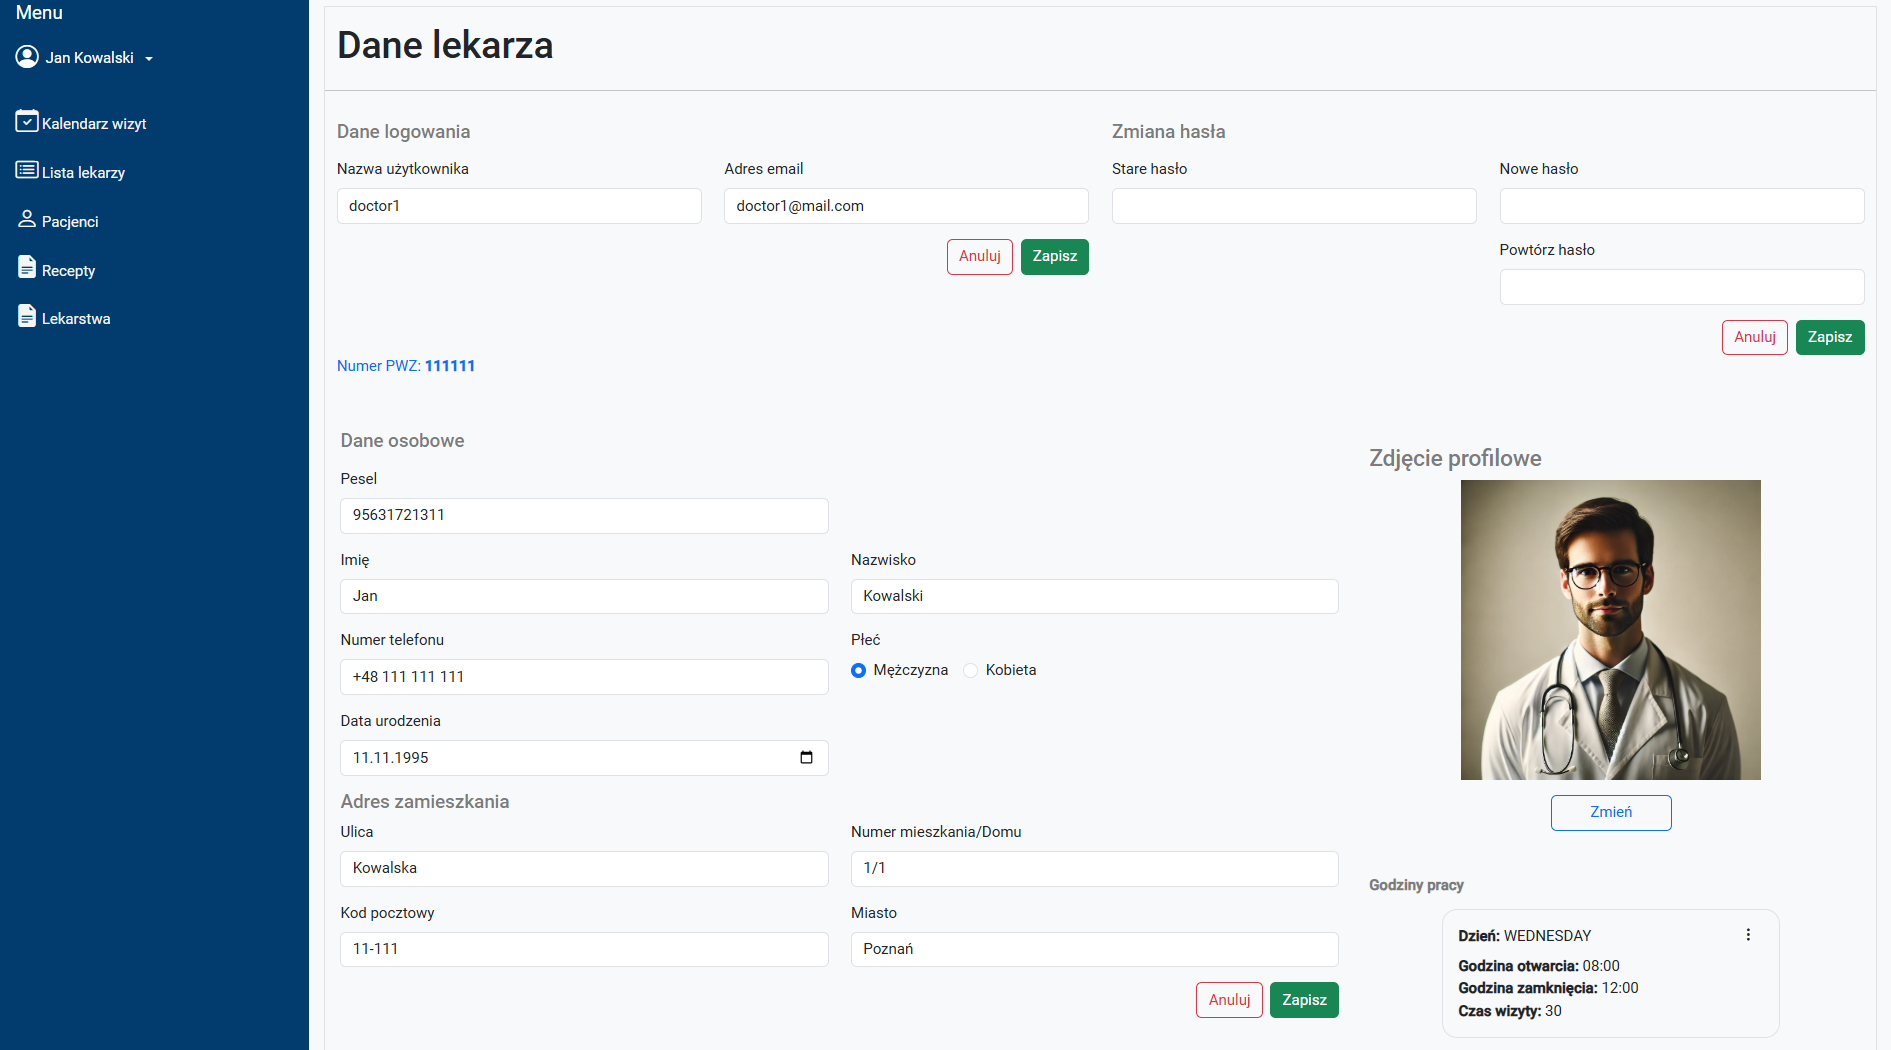 Menu
Jan Kowalski
Kalendarz wizyt
Lista lekarzy
Pacjenci
Recepty
Lekarstwa
Dane lekarza
Dane logowania
Nazwa użytkownika
doctor1
Adres email
doctor1@mail.com
Anuluj Zapisz
Zmiana hasła
Stare hasło
Nowe hasło
Powtórz hasło
Anuluj Zapisz
Numer PWZ: 111111
Dane osobowe
Pesel
95631721311
Imię
Jan
Nazwisko
Kowalski
Numer telefonu
+48 111 111 111
Płeć
Mężczyzna Kobieta
Data urodzenia
11.11.1995
Adres zamieszkania
Ulica
Kowalska
Numer mieszkania/Domu
1/1
Kod pocztowy
11-111
Miasto
Poznań
Anuluj Zapisz
Zdjęcie profilowe
Zmień
Godziny pracy
Dzień: WEDNESDAY
Godzina otwarcia: 08:00
Godzina zamknięcia: 12:00
Czas wizyty: 30